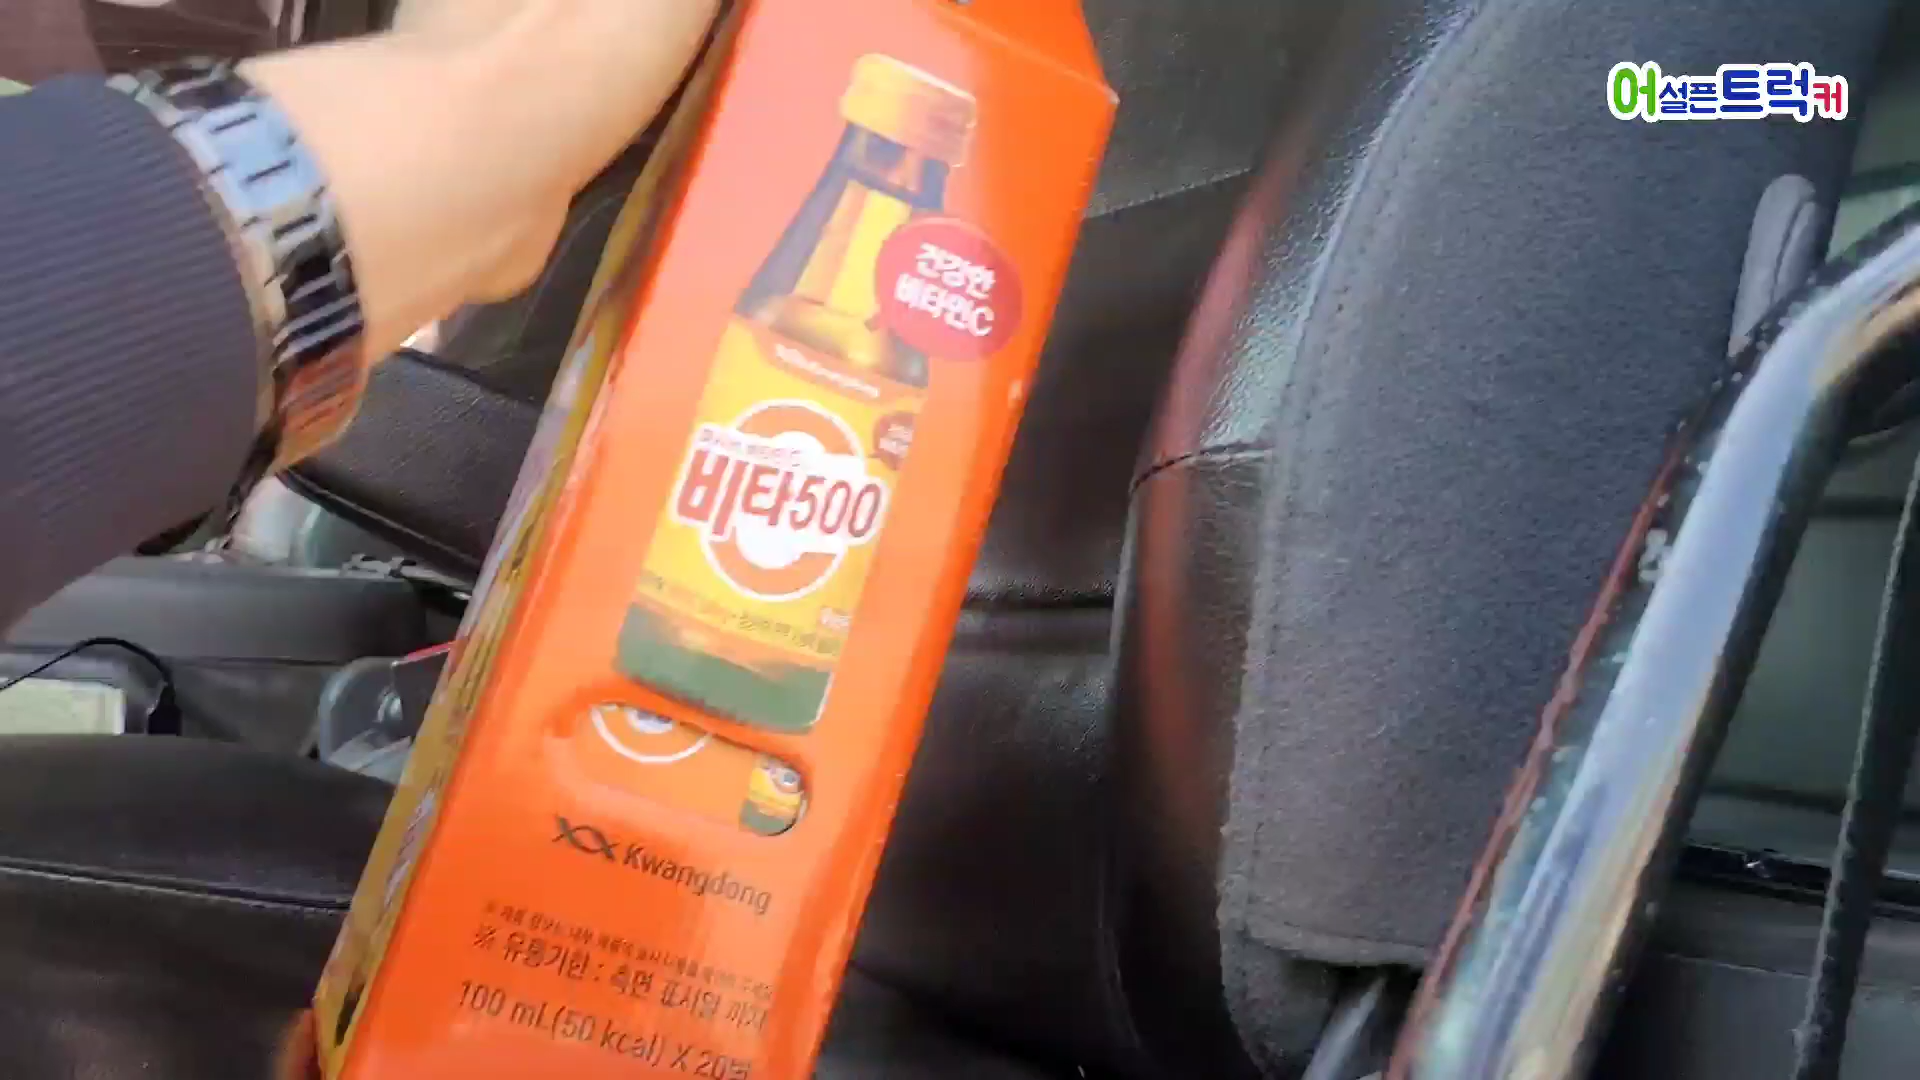 어설픈트럭커
건강한
비타민C
비타500
Kwangdong
※ 유통기한 : 측면 표시일 까지
100 mL(50 kcal) X 20병